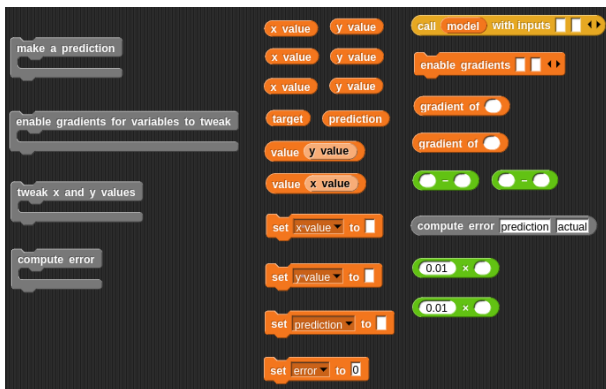 make a prediction
enable gradients for variables to tweak
tweak x and y values
compute error
x value y value
x value y value
x value y value
target prediction
value y value
value x value
set x value to
set y value to
set prediction to
set error to 0
call model with inputs
enable gradients
gradient of
gradient of
- -
compute error prediction actual
0.01 ×
0.01 ×